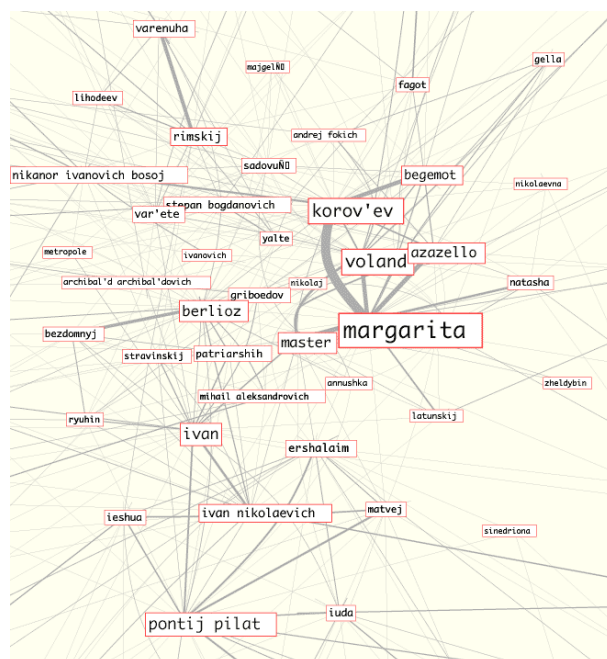 varenuha
gella
majgelÑŒ
fagot
lihodeev
andrej fokich
rimskij
sadovuÑŽ
nikanor ivanovich bosoj
begemot
nikolaevna
stepan bogdanovich
var'ete
korov'ev
yalte
metropole
ivanovich
azazello
voland
archibal'd archibal'dovich
nikolaj
natasha
griboedov
berlioz
margarita
bezdomnyj
master
stravinskij
patriarshih
annushka
zheldybin
mihail aleksandrovich
latunskij
ryuhin
ivan
ershalaim
ivan nikolaevich
matvej
ieshua
sinedriona
iuda
pontij pilat